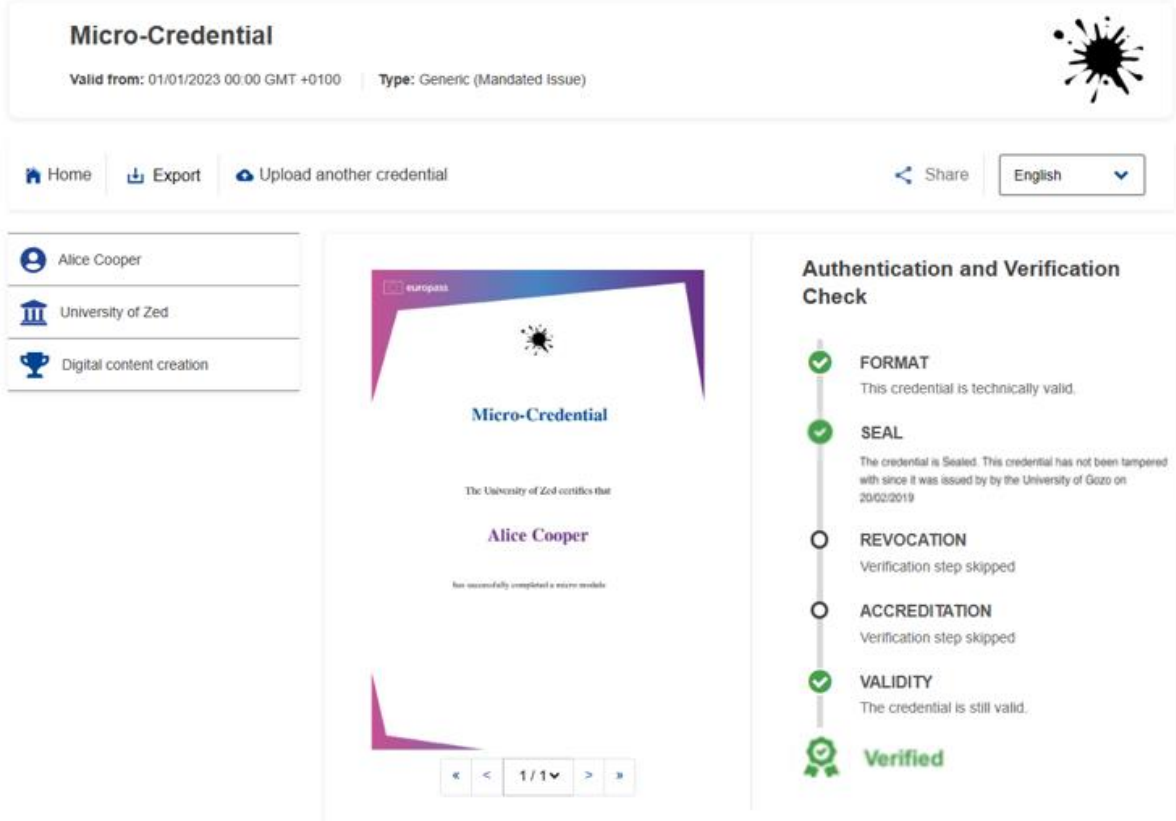 Micro-Credential
Valid from: 01/01/2023 00:00 GMT +0100 Type: Generic (Mandated Issue)
Home Export Upload another credential Share English
Alice Cooper
University of Zed
Digital content creation
europass
Micro-Credential
The University of Zed certifies that
Alice Cooper
has successfully completed a micro module
« < 1 / 1 > »
Authentication and Verification
Check
FORMAT
This credential is technically valid.
SEAL
The credential is Sealed. This credential has not been tampered
with since it was issued by by the University of Gozo on
20/02/2019
REVOCATION
Verification step skipped
ACCREDITATION
Verification step skipped
VALIDITY
The credential is still valid.
Verified